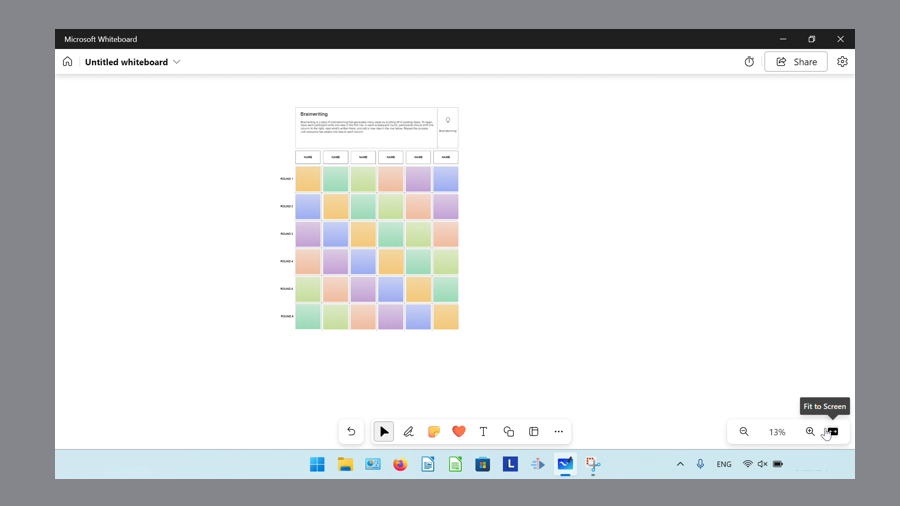 Microsoft Whiteboard
Untitled whiteboard
Share
Brainwriting
Brainwriting
NAME NAME NAME NAME NAME NAME
ROUND 1
ROUND 2
ROUND 3
ROUND 4
ROUND 5
ROUND 6
Fit to Screen
T
13%
L
ENG